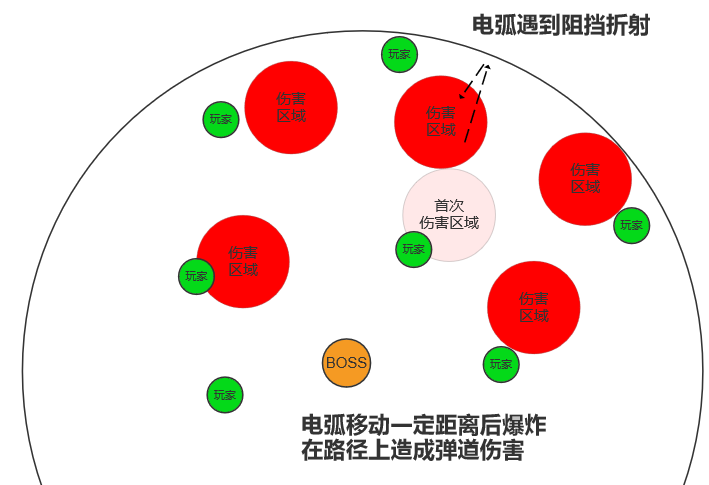 电弧遇到阻挡折射
玩家
伤害
区域
玩家
伤害
区域
伤害
区域
首次
伤害区域
玩家
玩家
伤害
区域
玩家
伤害
区域
玩家
BOSS
玩家
电弧移动一定距离后爆炸
在路径上造成弹道伤害